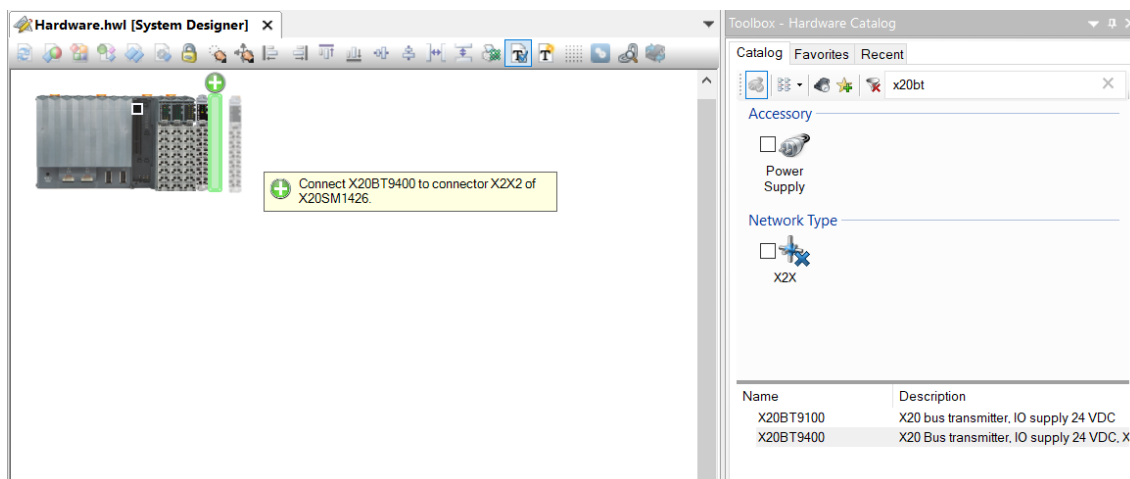 Hardware.hwl [System Designer]
Toolbox - Hardware Catalog
Catalog Favorites Recent
x20bt
Accessory
Power
Supply
Network Type
X2X
Connect X20BT9400 to connector X2X2 of
X20SM1426.
Name Description
X20BT9100 X20 bus transmitter, IO supply 24 VDC
X20BT9400 X20 Bus transmitter, IO supply 24 VDC, X